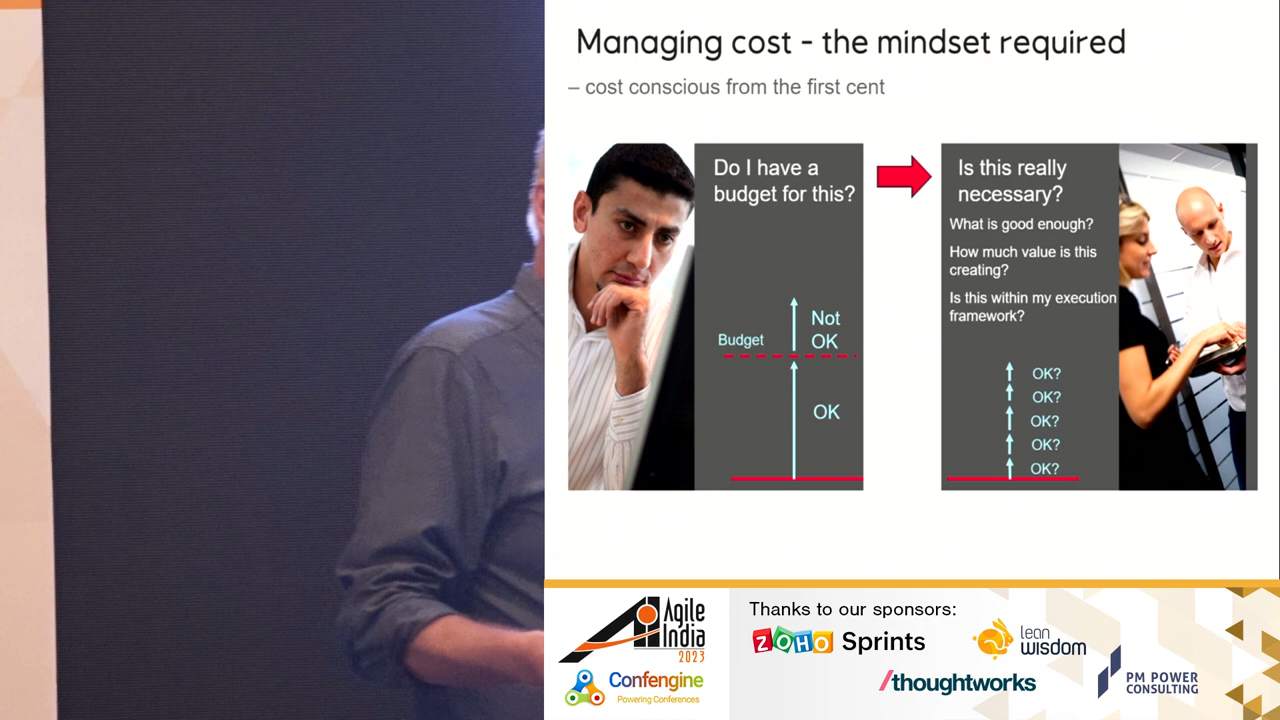 Managing cost - the mindset required
– cost conscious from the first cent
Do I have a
budget for this?
Not
OK
Budget
OK
Is this really
necessary?
What is good enough?
How much value is this
creating?
Is this within my execution
framework?
OK?
OK?
OK?
OK?
OK?
Agile
India
2023
Confengine
Powering Conferences
Thanks to our sponsors:
ZOHO Sprints
lean
wisdom
/thoughtworks
PM POWER
CONSULTING